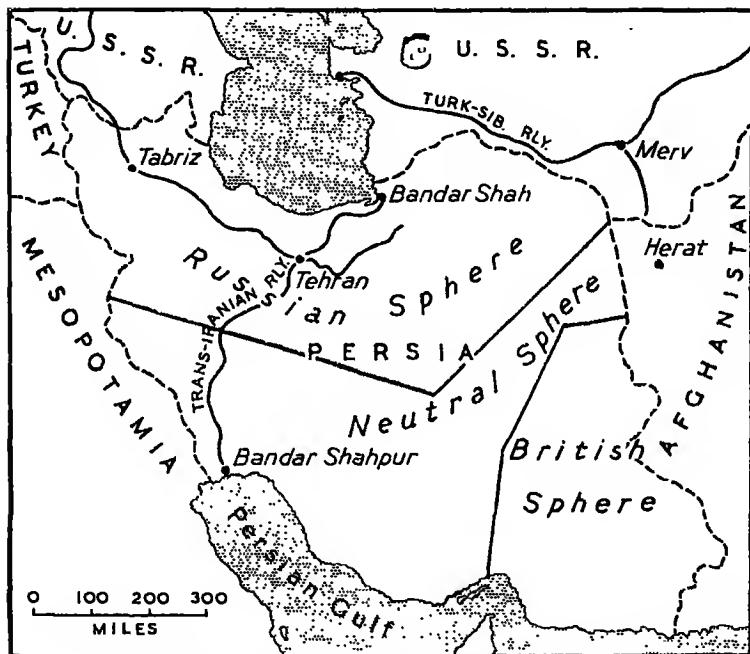 U. S. S. R.
U. S. S. R.
TURKEY
TURK-SIB. RLY.
Merv
Tabriz
Bandar Shah
MESOPOTAMIA
Herat
Tehran
Russian Sphere
TRANS-IRANIAN RLY.
PERSIA
AFGHANISTAN
Neutral Sphere
British
Sphere
Bandar Shahpur
Persian Gulf
0 100 200 300
MILES